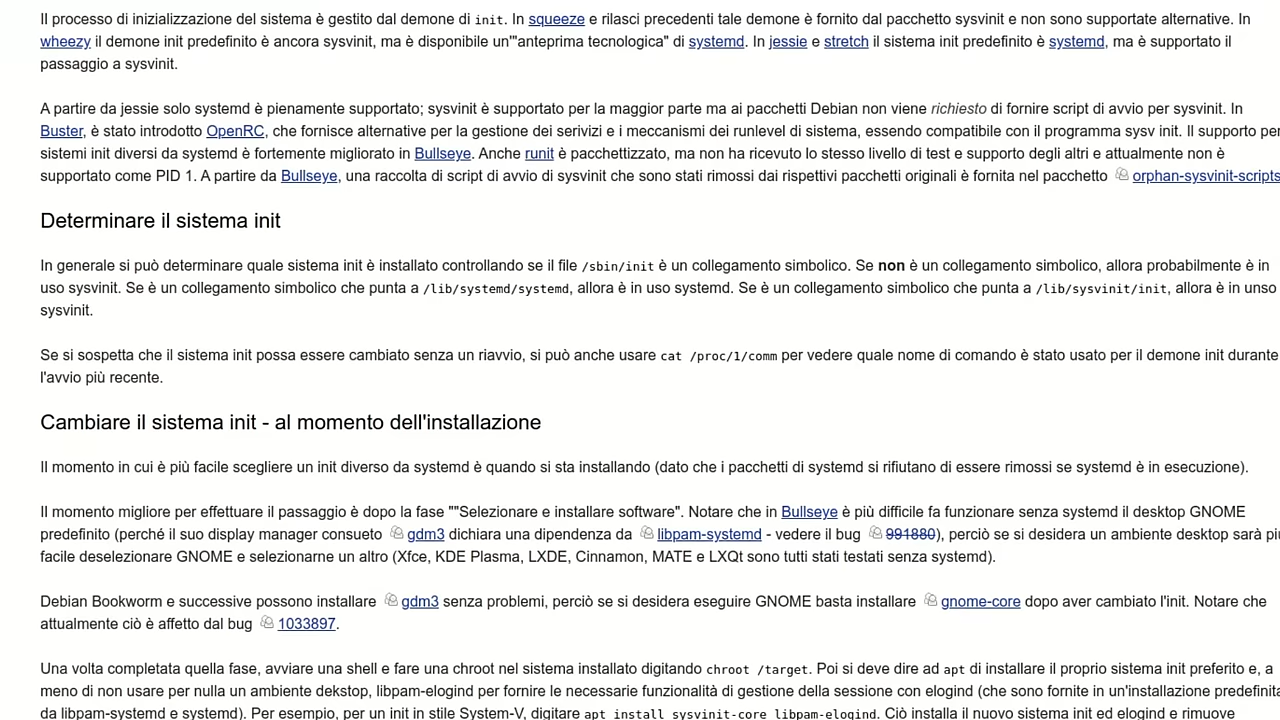 Il processo di inizializzazione del sistema è gestito dal demone di init. In squeeze e rilasci precedenti tale demone è fornito dal pacchetto sysvinit e non sono supportate alternative. In
wheezy il demone init predefinito è ancora sysvinit, ma è disponibile un'"anteprima tecnologica" di systemd. In jessie e stretch il sistema init predefinito è systemd, ma è supportato il
passaggio a sysvinit.
A partire da jessie solo systemd è pienamente supportato; sysvinit è supportato per la maggior parte ma ai pacchetti Debian non viene richiesto di fornire script di avvio per sysvinit. In
Buster, è stato introdotto OpenRC, che fornisce alternative per la gestione dei serivizi e i meccanismi dei runlevel di sistema, essendo compatibile con il programma sysv init. Il supporto per
sistemi init diversi da systemd è fortemente migliorato in Bullseye. Anche runit è pacchettizzato, ma non ha ricevuto lo stesso livello di test e supporto degli altri e attualmente non è
supportato come PID 1. A partire da Bullseye, una raccolta di script di avvio di sysvinit che sono stati rimossi dai rispettivi pacchetti originali è fornita nel pacchetto orphan-sysvinit-scripts
Determinare il sistema init
In generale si può determinare quale sistema init è installato controllando se il file /sbin/init è un collegamento simbolico. Se non è un collegamento simbolico, allora probabilmente è in
uso sysvinit. Se è un collegamento simbolico che punta a /lib/systemd/systemd, allora è in uso systemd. Se è un collegamento simbolico che punta a /lib/sysvinit/init, allora è in unso
sysvinit.
Se si sospetta che il sistema init possa essere cambiato senza un riavvio, si può anche usare cat /proc/1/comm per vedere quale nome di comando è stato usato per il demone init durante
l'avvio più recente.
Cambiare il sistema init - al momento dell'installazione
Il momento in cui è più facile scegliere un init diverso da systemd è quando si sta installando (dato che i pacchetti di systemd si rifiutano di essere rimossi se systemd è in esecuzione).
Il momento migliore per effettuare il passaggio è dopo la fase ""Selezionare e installare software". Notare che in Bullseye è più difficile fa funzionare senza systemd il desktop GNOME
predefinito (perché il suo display manager consueto gdm3 dichiara una dipendenza da libpam-systemd - vedere il bug 991880), perciò se si desidera un ambiente desktop sarà più
facile deselezionare GNOME e selezionarne un altro (Xfce, KDE Plasma, LXDE, Cinnamon, MATE e LXQt sono tutti stati testati senza systemd).
Debian Bookworm e successive possono installare gdm3 senza problemi, perciò se si desidera eseguire GNOME basta installare gnome-core dopo aver cambiato l'init. Notare che
attualmente ciò è affetto dal bug 1033897.
Una volta completata quella fase, avviare una shell e fare una chroot nel sistema installato digitando chroot /target. Poi si deve dire ad apt di installare il proprio sistema init preferito e, a
meno di non usare per nulla un ambiente dekstop, libpam-elogind per fornire le necessarie funzionalità di gestione della sessione con elogind (che sono fornite in un'installazione predefinita
da libpam-systemd e systemd). Per esempio, per un init in stile System-V, digitare apt install sysvinit-core libpam-elogind. Ciò installa il nuovo sistema init ed elogind e rimuove